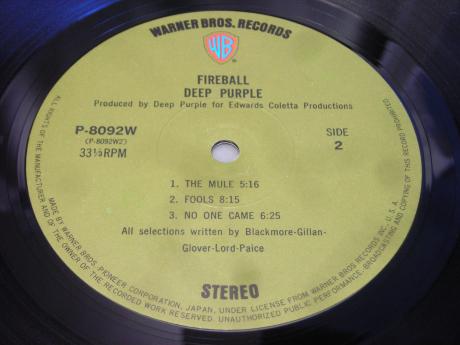 WARNER BROS. RECORDS
WB
FIREBALL
DEEP PURPLE
Produced by Deep Purple for Edwards Coletta Productions
P-8092W
(P-8092W2)
33⅓RPM
SIDE
2
1. THE MULE 5:16
2. FOOLS 8:15
3. NO ONE CAME 6:25
All selections written by Blackmore-Gillan-
Glover-Lord-Paice
STEREO
ALL RIGHTS OF THE MANUFACTURER AND OF THE OWNER OF THE RECORDED WORK RESERVED. UNAUTHORIZED PUBLIC PERFORMANCE, BROADCASTING AND COPYING OF THIS RECORD PROHIBITED
MADE BY WARNER BROS. PIONEER CORPORATION, JAPAN, UNDER LICENSE FROM WARNER BROS. RECORDS INC. U.S.A.